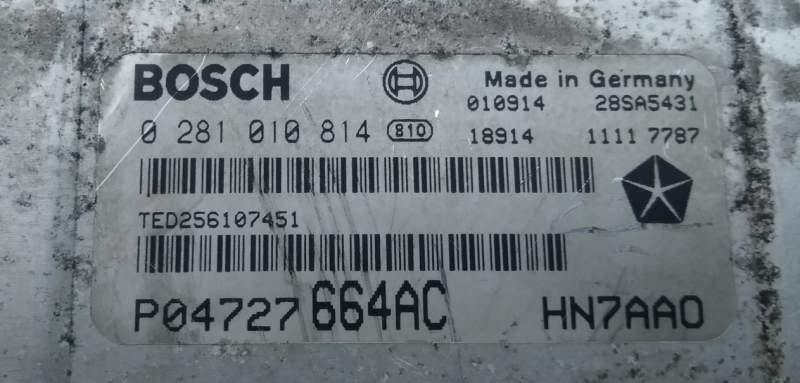 BOSCH
Made in Germany
010914 28SA5431
0 281 010 814 810
18914 1111 7787
TED256107451
P04727 664AC HN7AA0